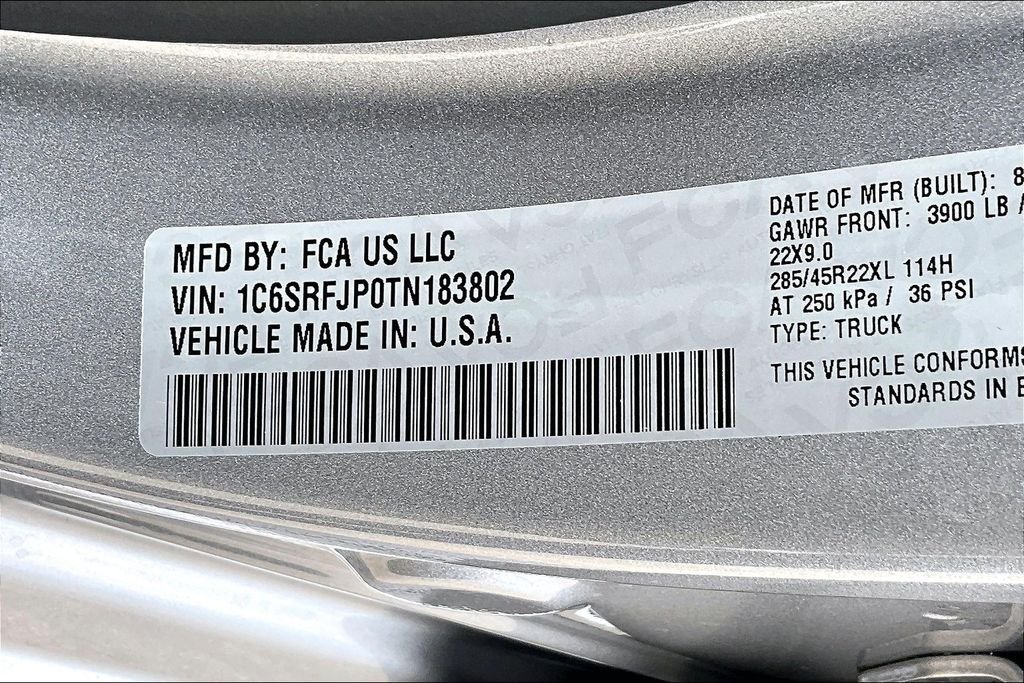 MFD BY: FCA US LLC
VIN: 1C6SRFJP0TN183802
VEHICLE MADE IN: U.S.A.
DATE OF MFR (BUILT): 8
GAWR FRONT: 3900 LB
22X9.0
285/45R22XL 114H
AT 250 kPa / 36 PSI
TYPE: TRUCK
THIS VEHICLE CONFORMS
STANDARDS IN